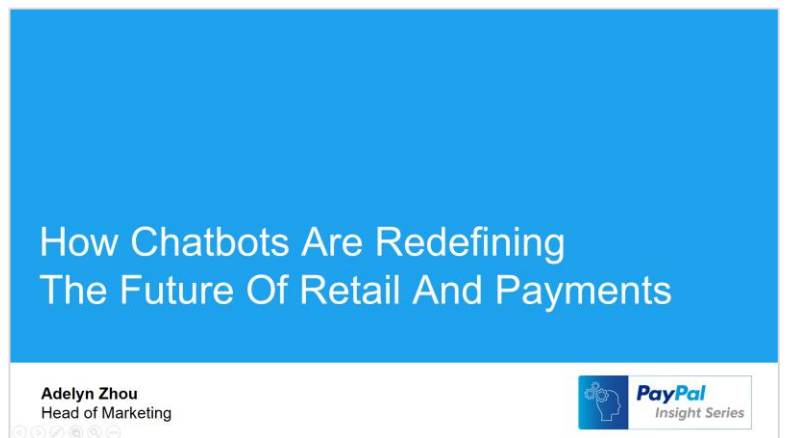 How Chatbots Are Redefining
The Future Of Retail And Payments
Adelyn Zhou
Head of Marketing
PayPal
Insight Series